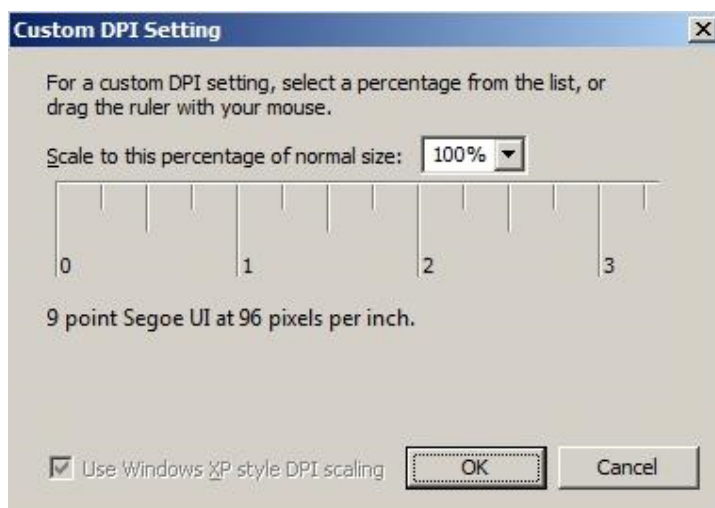 Custom DPI Setting
For a custom DPI setting, select a percentage from the list, or
drag the ruler with your mouse.
Scale to this percentage of normal size: 100%
0 1 2 3
9 point Segoe UI at 96 pixels per inch.
Use Windows XP style DPI scaling OK Cancel